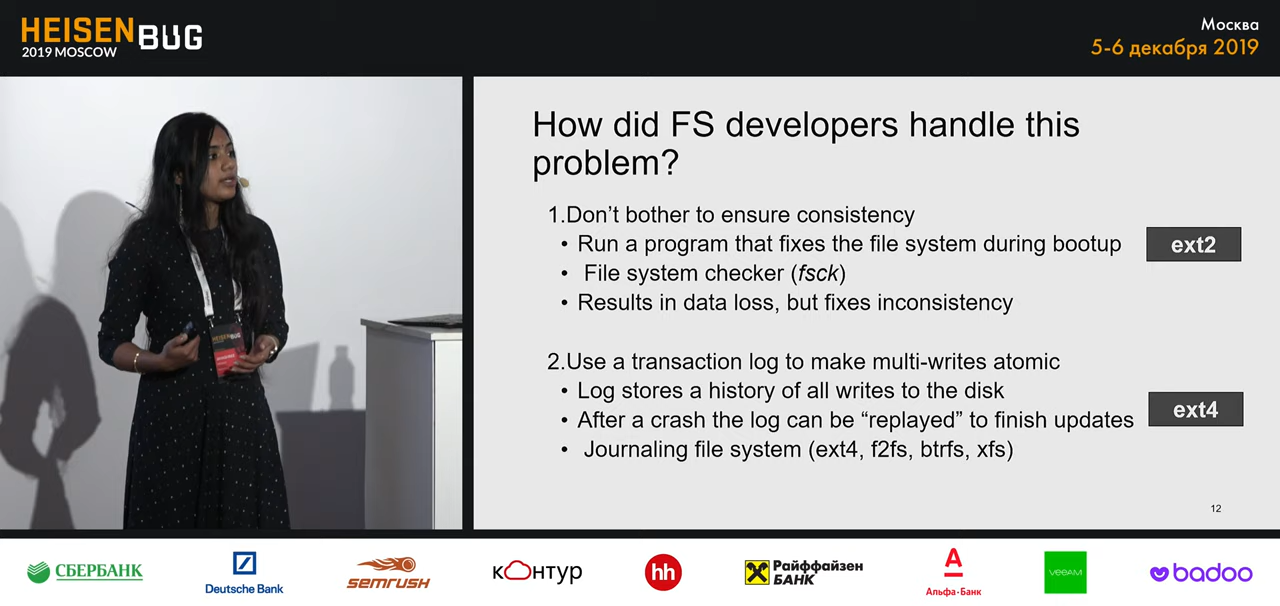 HEISENBUG
2019 MOSCOW
Москва
5-6 декабря 2019
How did FS developers handle this
problem?
1.Don’t bother to ensure consistency
• Run a program that fixes the file system during bootup
ext2
• File system checker (fsck)
• Results in data loss, but fixes inconsistency
2.Use a transaction log to make multi-writes atomic
• Log stores a history of all writes to the disk
• After a crash the log can be “replayed” to finish updates
ext4
• Journaling file system (ext4, f2fs, btrfs, xfs)
12
HEISENBUG
СБЕРБАНК
Deutsche Bank
semrush
контур
hh
Райффайзен
БАНК
А
Альфа·Банк
veeam
badoo